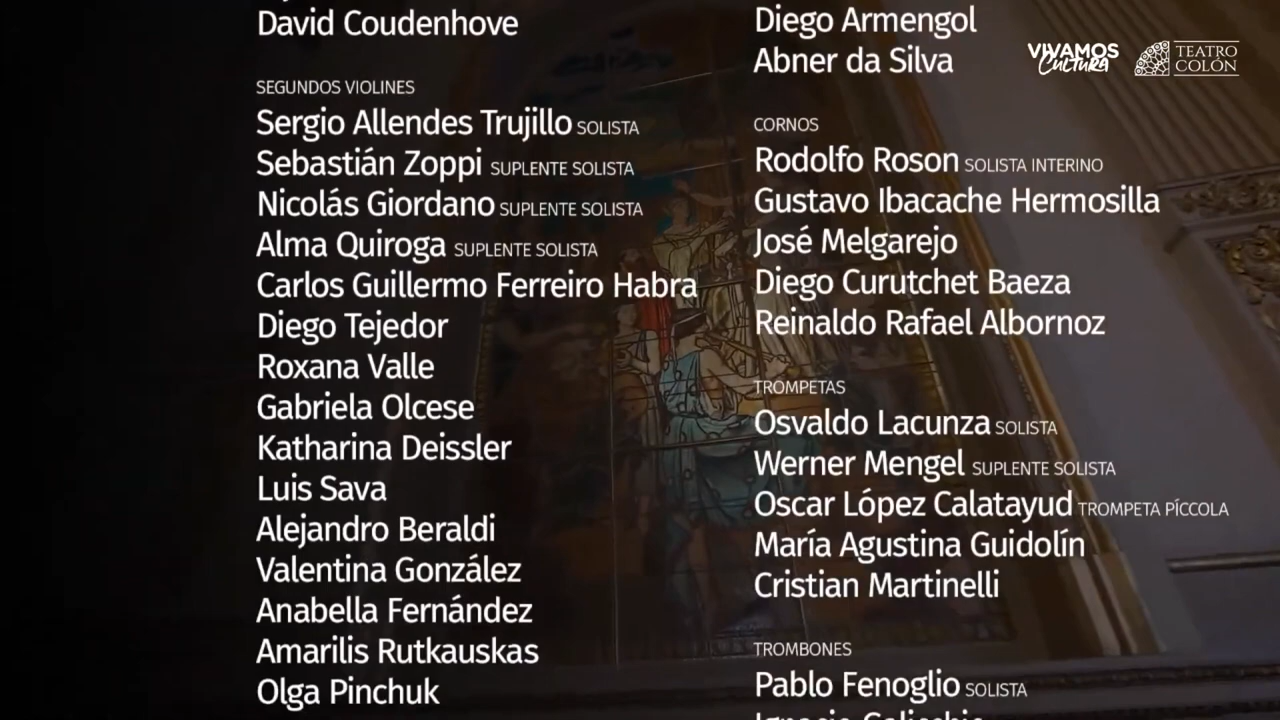 David Coudenhove
SEGUNDOS VIOLINES
Sergio Allendes Trujillo SOLISTA
Sebastián Zoppi SUPLENTE SOLISTA
Nicolás Giordano SUPLENTE SOLISTA
Alma Quiroga SUPLENTE SOLISTA
Carlos Guillermo Ferreiro Habra
Diego Tejedor
Roxana Valle
Gabriela Olcese
Katharina Deissler
Luis Sava
Alejandro Beraldi
Valentina González
Anabella Fernández
Amarilis Rutkauskas
Olga Pinchuk
Diego Armengol
Abner da Silva
CORNOS
Rodolfo Roson SOLISTA INTERINO
Gustavo Ibacache Hermosilla
José Melgarejo
Diego Curutchet Baeza
Reinaldo Rafael Albornoz
TROMPETAS
Osvaldo Lacunza SOLISTA
Werner Mengel SUPLENTE SOLISTA
Oscar López Calatayud TROMPETA PÍCCOLA
María Agustina Guidolín
Cristian Martinelli
TROMBONES
Pablo Fenoglio SOLISTA
VIVAMOS
CULTURA
TEATRO
COLÓN